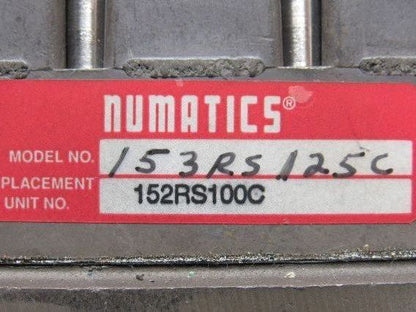 NUMATICS®
MODEL NO. 153RS125C
PLACEMENT
UNIT NO. 152RS100C